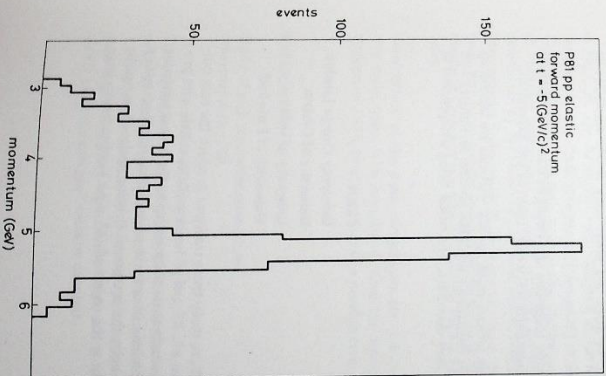 P81 pp elastic
forward momentum
at t = -5(GeV/c)²
events
50
100
150
3
4
5
6
momentum (GeV)